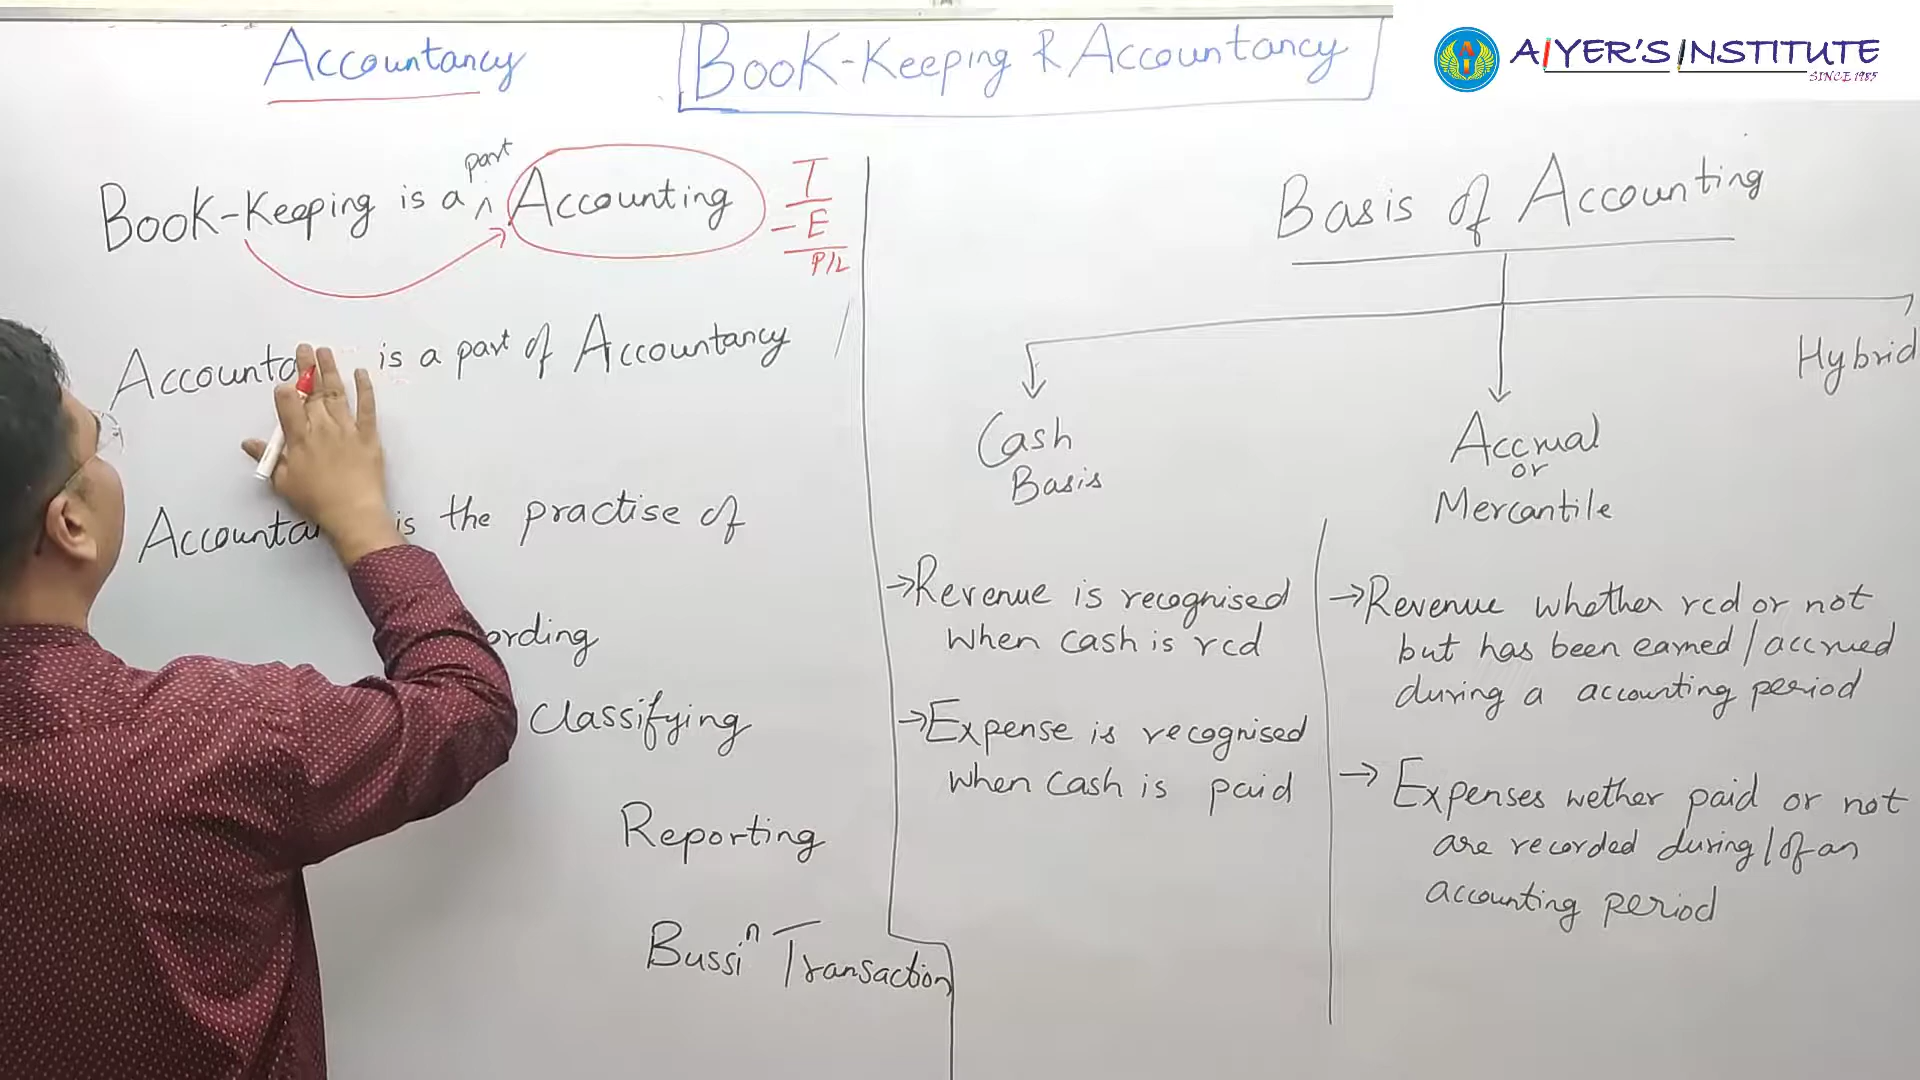 Accountancy
Book-Keeping & Accountancy
AIYER'S INSTITUTE
SINCE 1985
part
Book-Keeping is a ^ Accounting
I
- E
P/L
is a part of Accountancy
is the practise of
Classifying
Reporting
Bussiⁿ Transaction
Basis of Accounting
Cash
Basis
Accrual
or
Mercantile
Hybrid
→Revenue is recognised
when cash is rcd
→Expense is recognised
when cash is paid
→Revenue whether rcd or not
but has been earned/accrued
during a accounting period
→Expenses wether paid or not
are recorded during/of an
accounting period